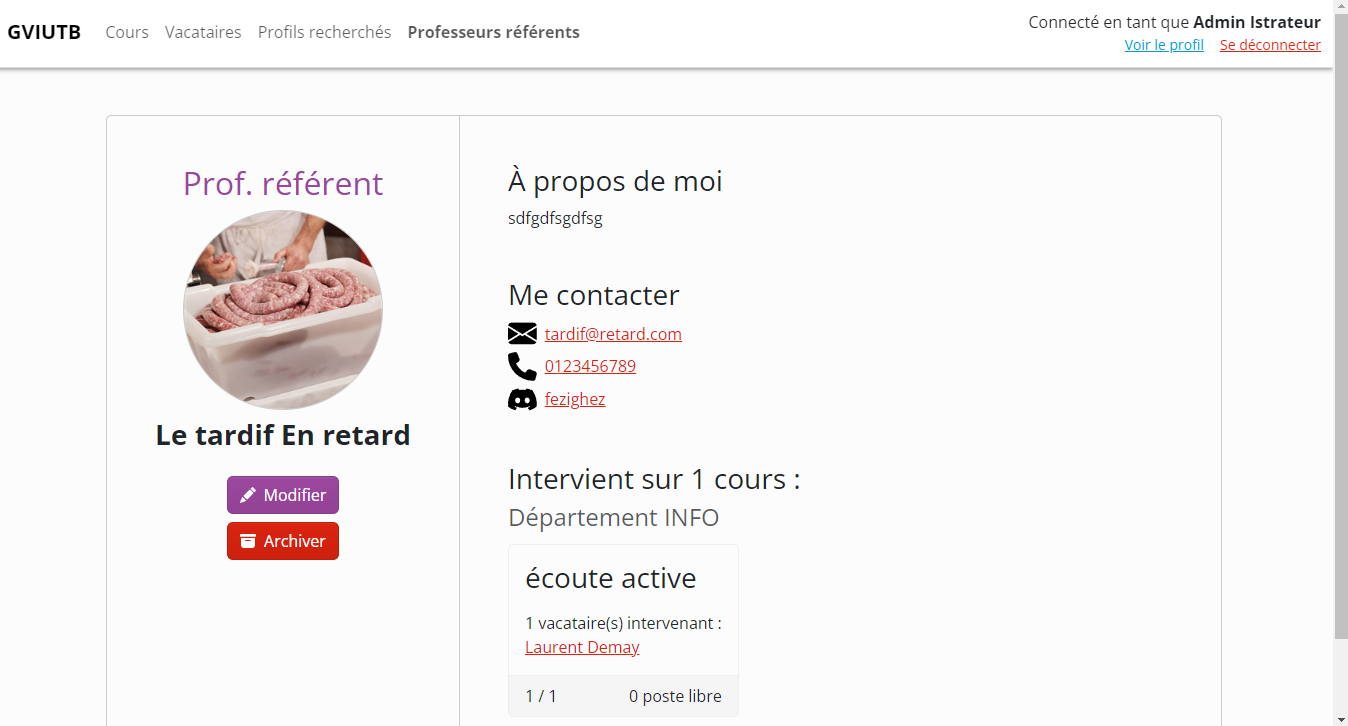 GVIUTB Cours Vacataires Profils recherchés Professeurs référents
Connecté en tant que Admin Istrateur
Voir le profil Se déconnecter
Prof. référent
Le tardif En retard
Modifier
Archiver
À propos de moi
sdfgdfsgdfsg
Me contacter
tardif@retard.com
0123456789
fezighez
Intervient sur 1 cours :
Département INFO
écoute active
1 vacataire(s) intervenant :
Laurent Demay
1 / 1 0 poste libre